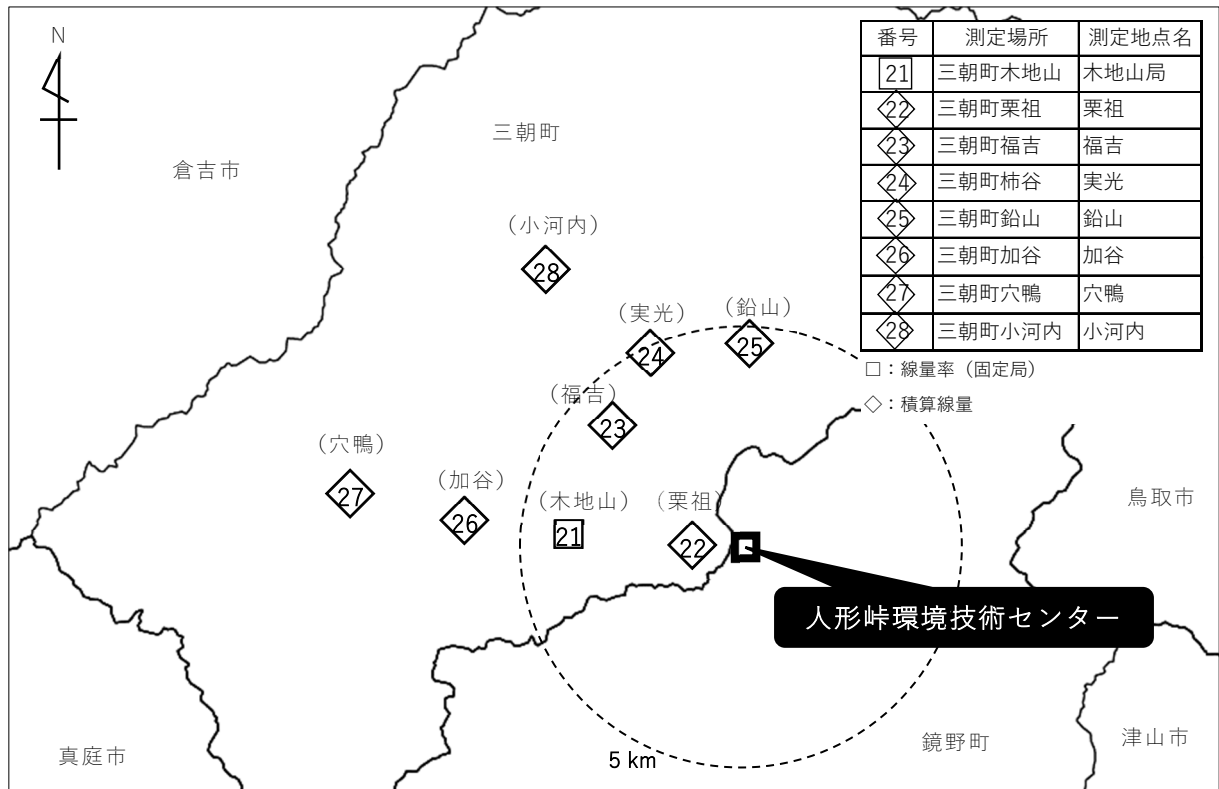 N
倉吉市
三朝町
番号 測定場所 測定地点名
21 三朝町木地山 木地山局
22 三朝町栗祖 栗祖
23 三朝町福吉 福吉
24 三朝町柿谷 実光
25 三朝町鉛山 鉛山
26 三朝町加谷 加谷
27 三朝町穴鴨 穴鴨
28 三朝町小河内 小河内
□：線量率（固定局）
◇：積算線量
（小河内）
28
（実光）
24
（鉛山）
25
（福吉）
23
（穴鴨）
27
（加谷）
26
（木地山）
21
（栗祖）
22
鳥取市
人形峠環境技術センター
真庭市
5 km
鏡野町
津山市